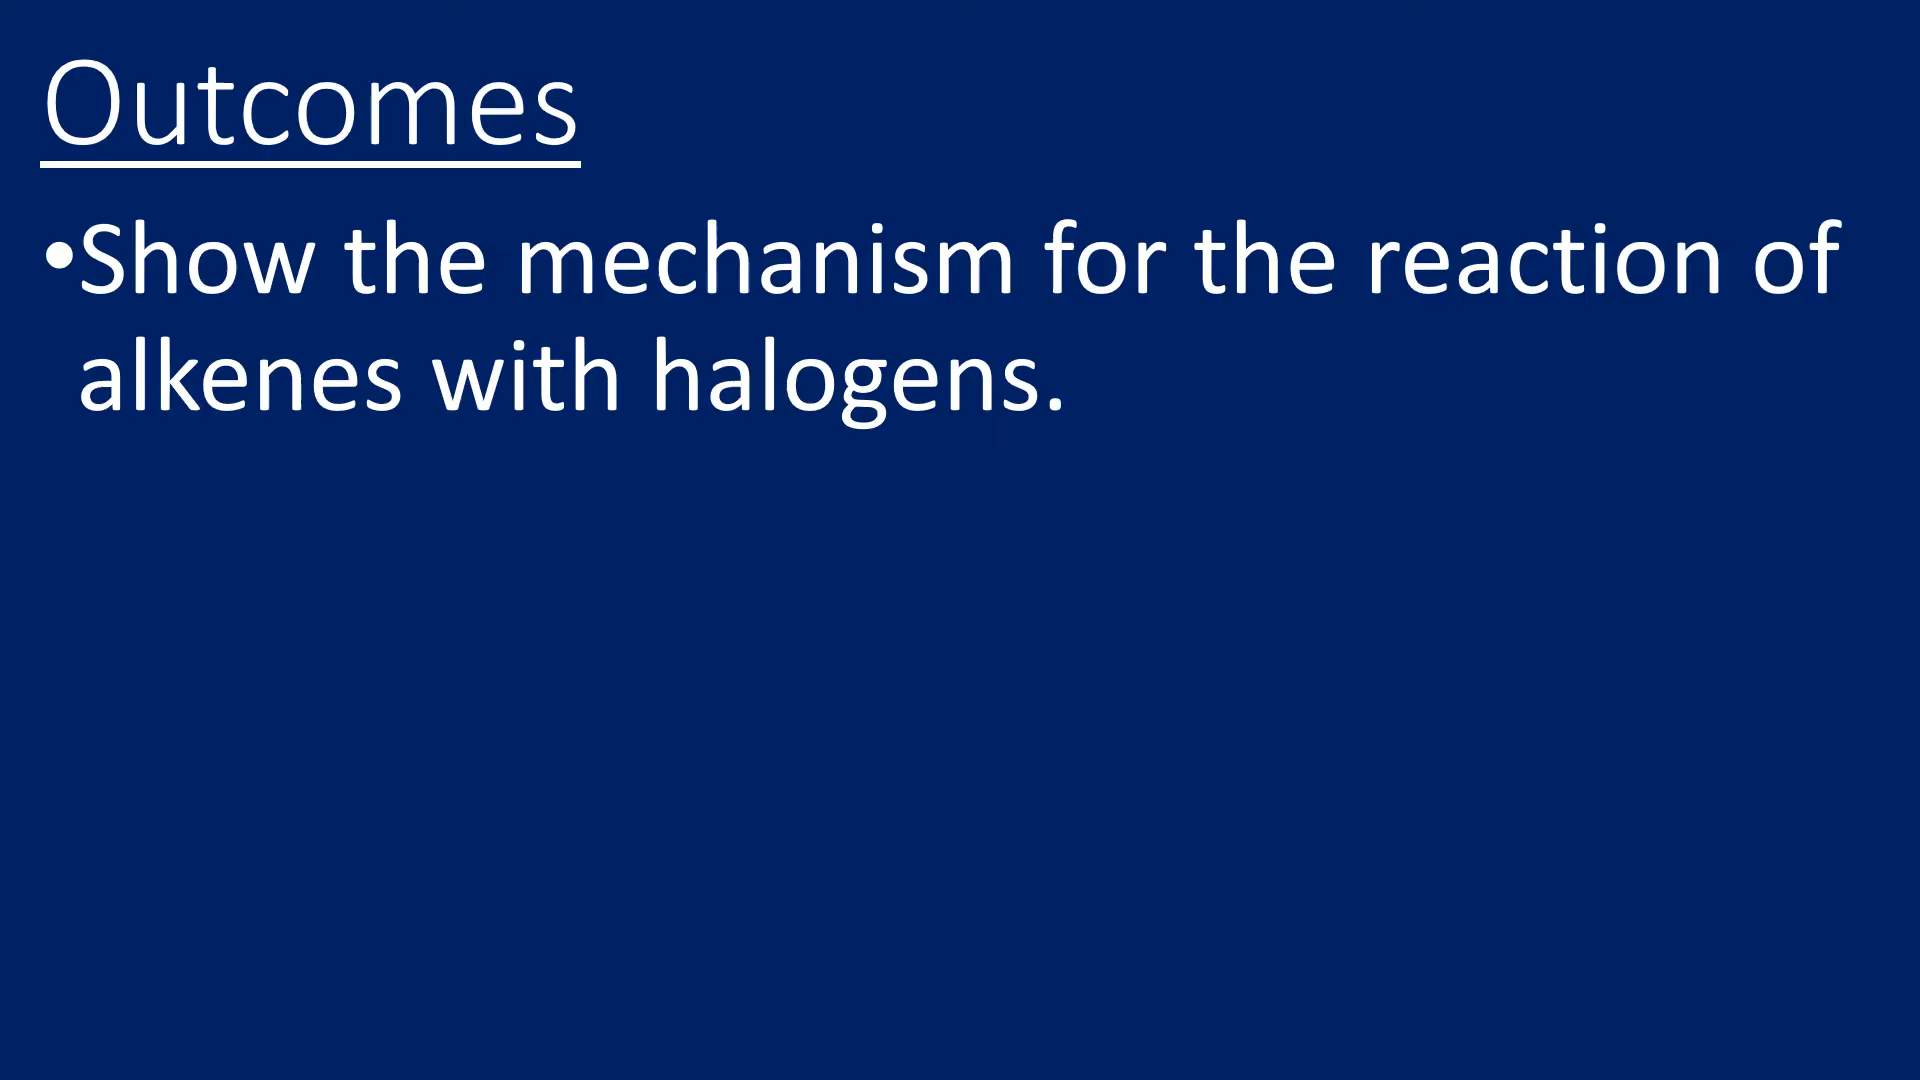 Outcomes
•Show the mechanism for the reaction of
alkenes with halogens.